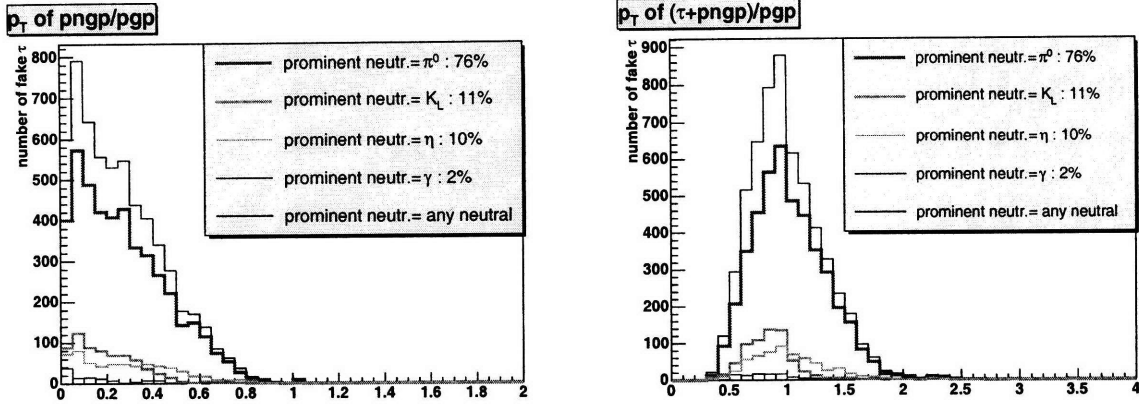 p_T of pngp/pgp
number of fake τ
800
700
600
500
400
300
200
100
0
prominent neutr.= π⁰ : 76%
prominent neutr.= K_L : 11%
prominent neutr.= η : 10%
prominent neutr.= γ : 2%
prominent neutr.= any neutral
0 0.2 0.4 0.6 0.8 1 1.2 1.4 1.6 1.8 2
p_T of (τ+pngp)/pgp
number of fake τ
900
800
700
600
500
400
300
200
100
0
prominent neutr.= π⁰ : 76%
prominent neutr.= K_L : 11%
prominent neutr.= η : 10%
prominent neutr.= γ : 2%
prominent neutr.= any neutral
0 0.5 1 1.5 2 2.5 3 3.5 4